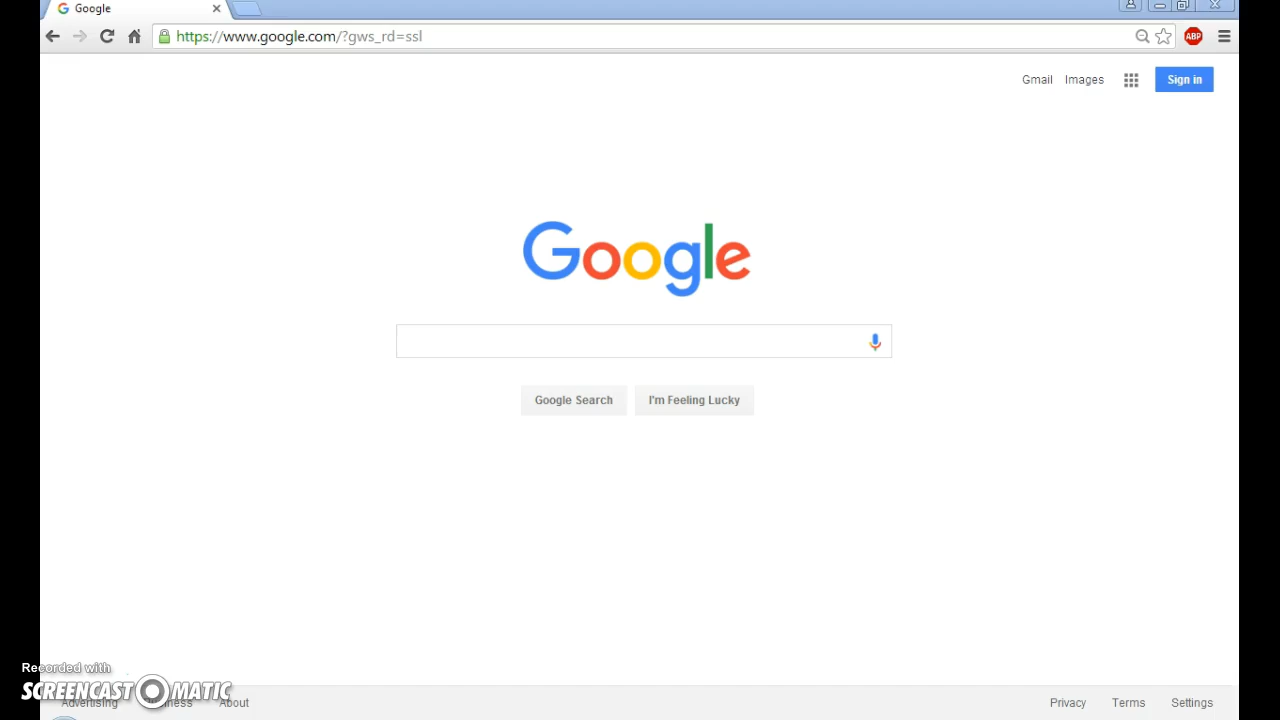 Google
https://www.google.com/?gws_rd=ssl
ABP
Gmail Images Sign in
Google
Google Search I'm Feeling Lucky
Recorded with
SCREENCAST MATIC
Advertising About
Privacy Terms Settings